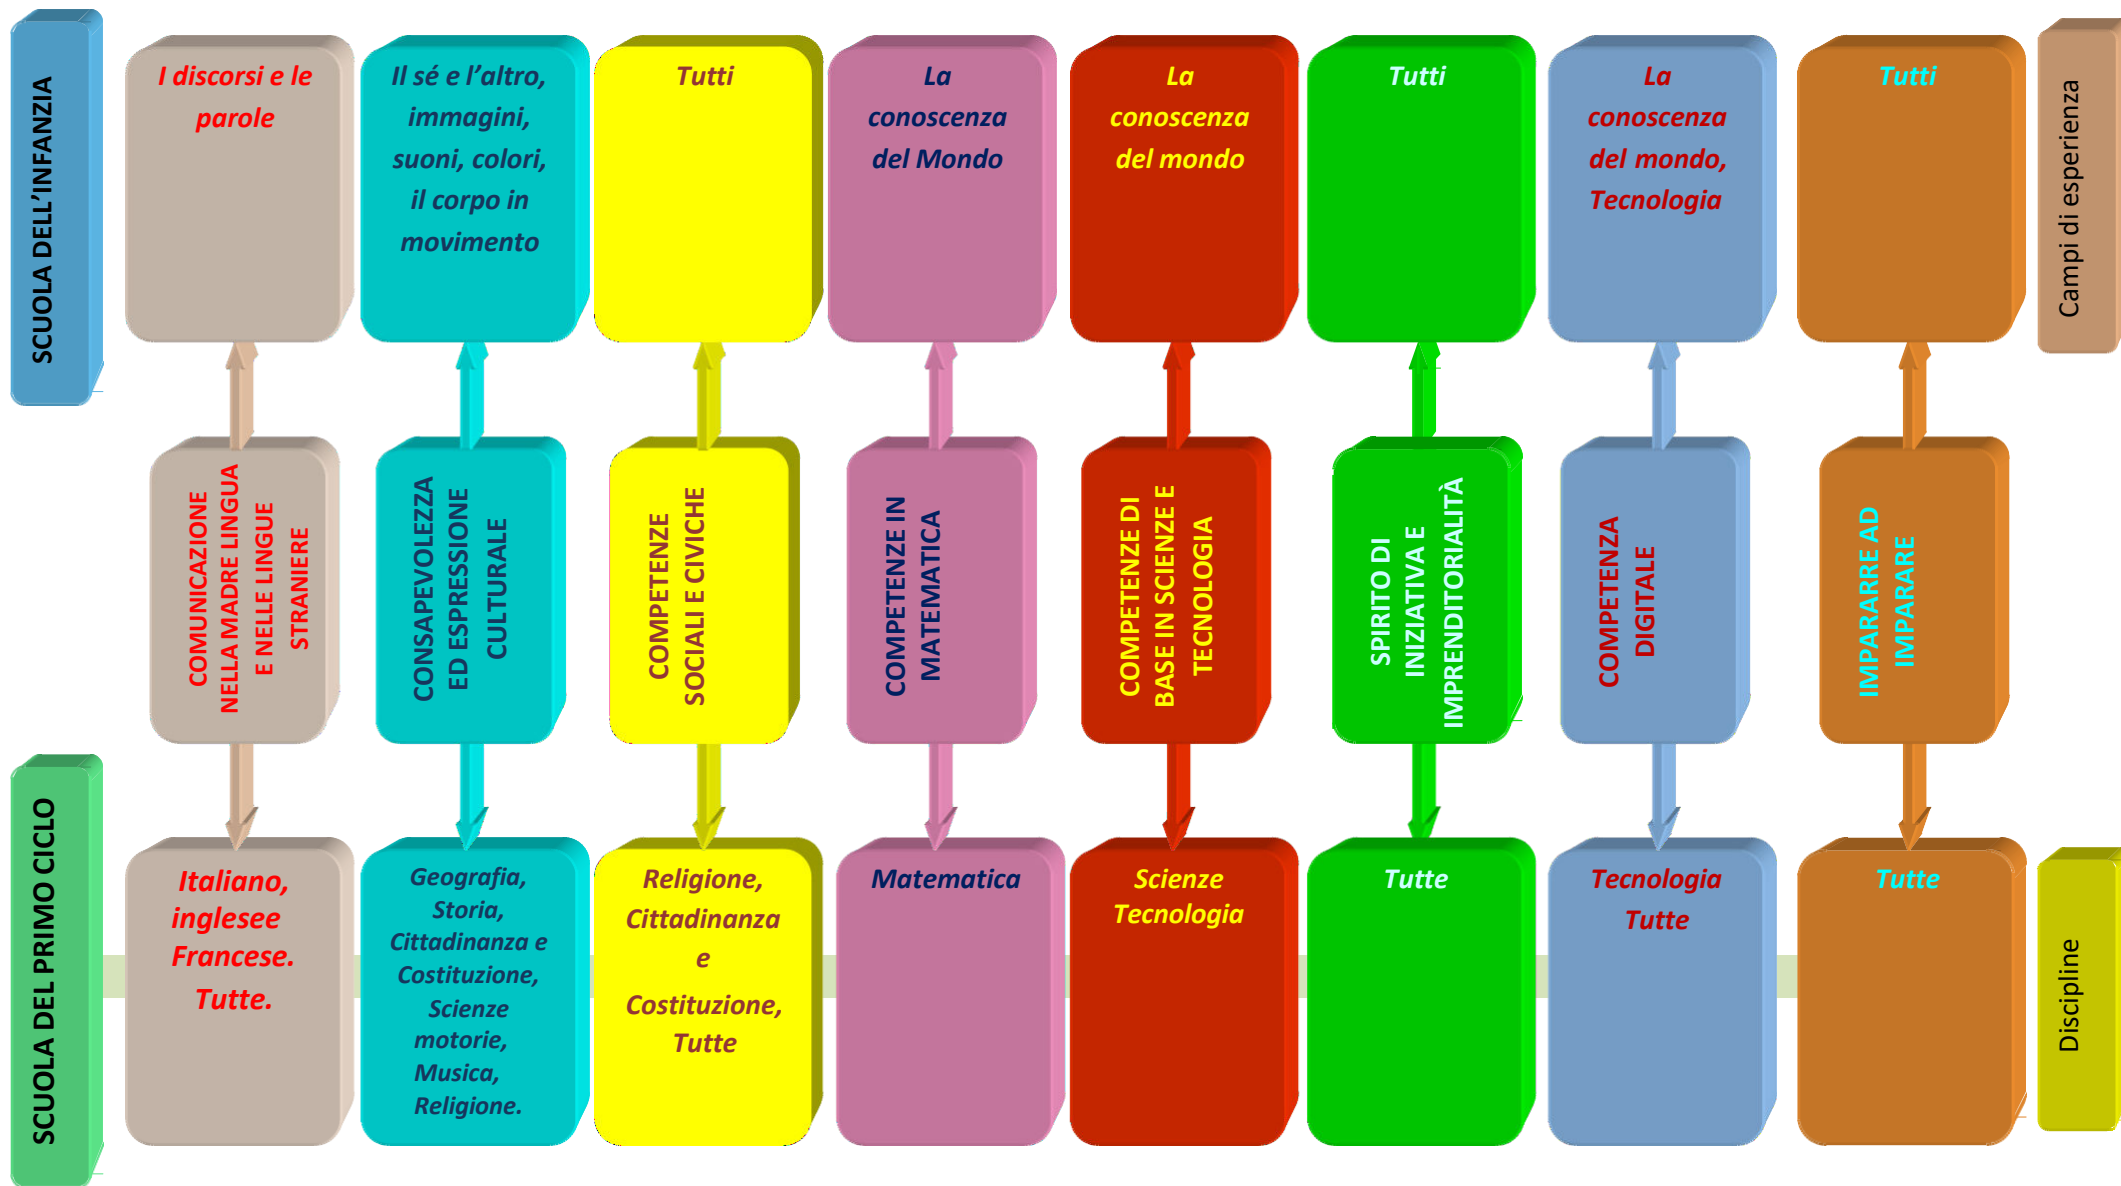 SCUOLA DELL'INFANZIA
I discorsi e le
parole
Il sé e l'altro,
immagini,
suoni, colori,
il corpo in
movimento
Tutti
La
conoscenza
del Mondo
La
conoscenza
del mondo
Tutti
La
conoscenza
del mondo,
Tecnologia
Tutti
Campi di esperienza
COMUNICAZIONE
NELLA MADRE LINGUA
E NELLE LINGUE
STRANIERE
CONSAPEVOLEZZA
ED ESPRESSIONE
CULTURALE
COMPETENZE
SOCIALI E CIVICHE
COMPETENZE IN
MATEMATICA
COMPETENZE DI
BASE IN SCIENZE E
TECNOLOGIA
SPIRITO DI
INIZIATIVA E
IMPRENDITORIALITÀ
COMPETENZA
DIGITALE
IMPARARRE AD
IMPARARE
SCUOLA DEL PRIMO CICLO
Italiano,
inglesee
Francese.
Tutte.
Geografia,
Storia,
Cittadinanza e
Costituzione,
Scienze
motorie,
Musica,
Religione.
Religione,
Cittadinanza
e
Costituzione,
Tutte
Matematica
Scienze
Tecnologia
Tutte
Tecnologia
Tutte
Tutte
Discipline